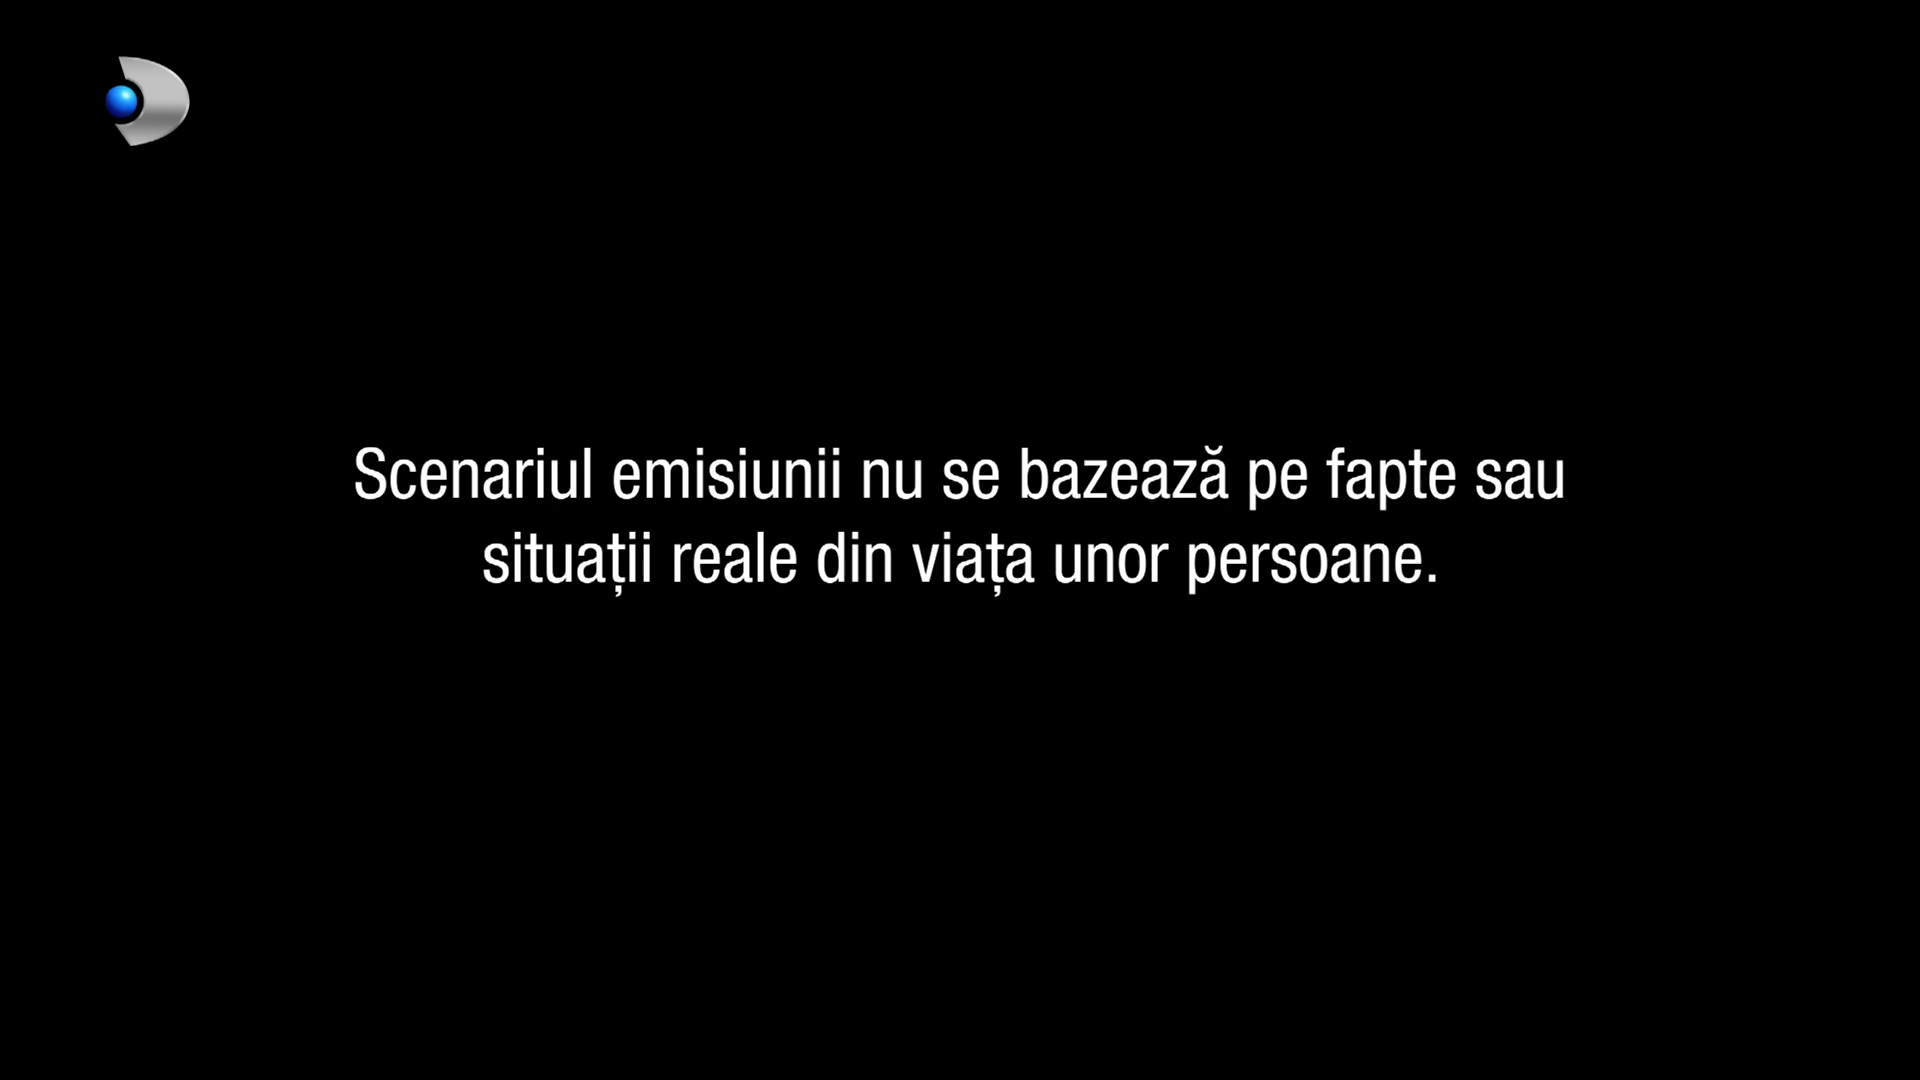 Scenariul emisiunii nu se bazează pe fapte sau
situații reale din viața unor persoane.